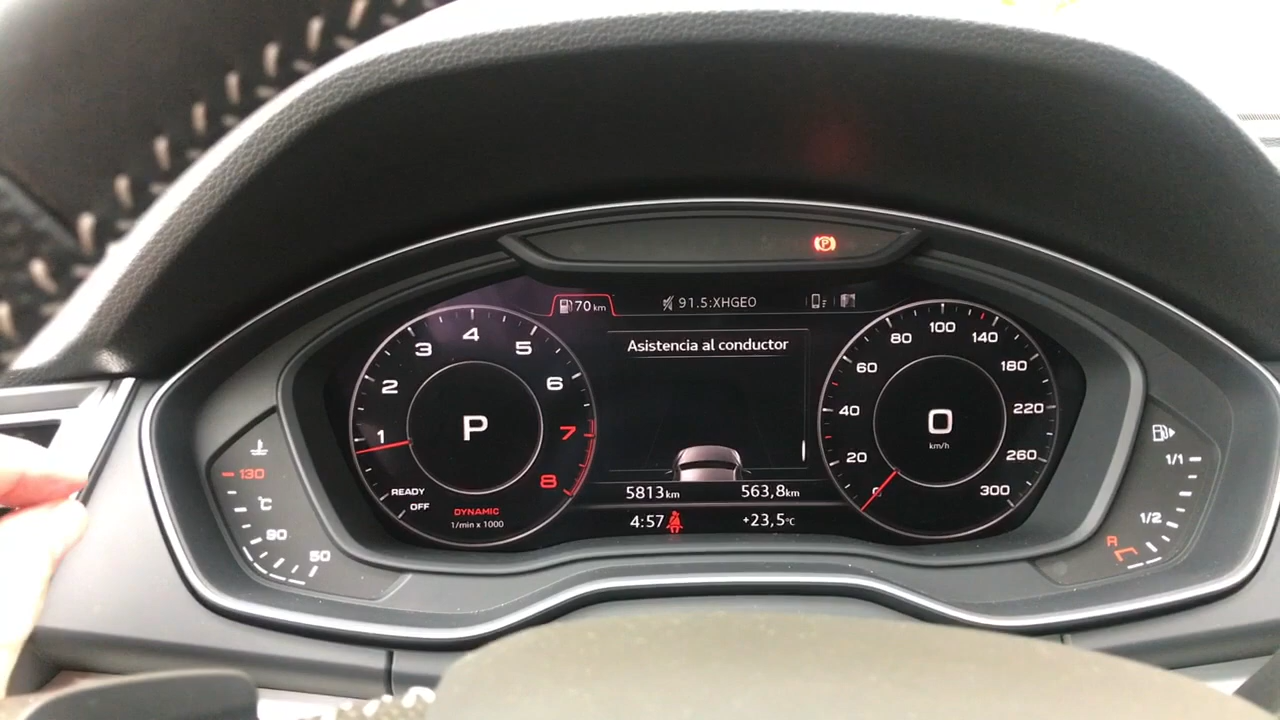 70 km
91.5:XHGEO
Asistencia al conductor
5813 km
563,8 km
4:57
+23,5 °C
1
2
3
4
5
6
7
8
P
READY
OFF
DYNAMIC
1/min x 1000
0
20
40
60
80
100
140
180
220
260
300
0
km/h
130
°C
90
50
1/1
1/2
R
(P)